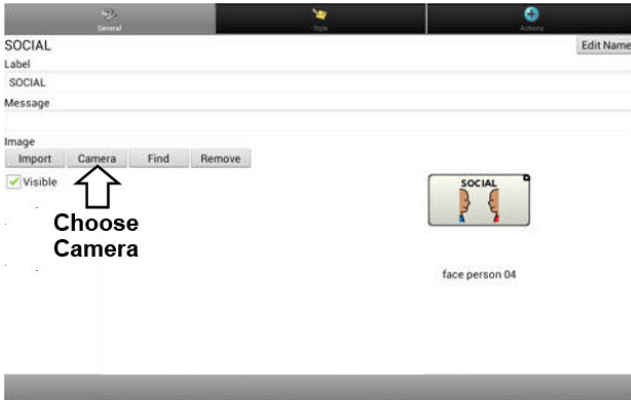 General
Style
Actions
SOCIAL
Edit Name
Label
SOCIAL
Message
Image
Import Camera Find Remove
Visible
Choose
Camera
SOCIAL
face person 04